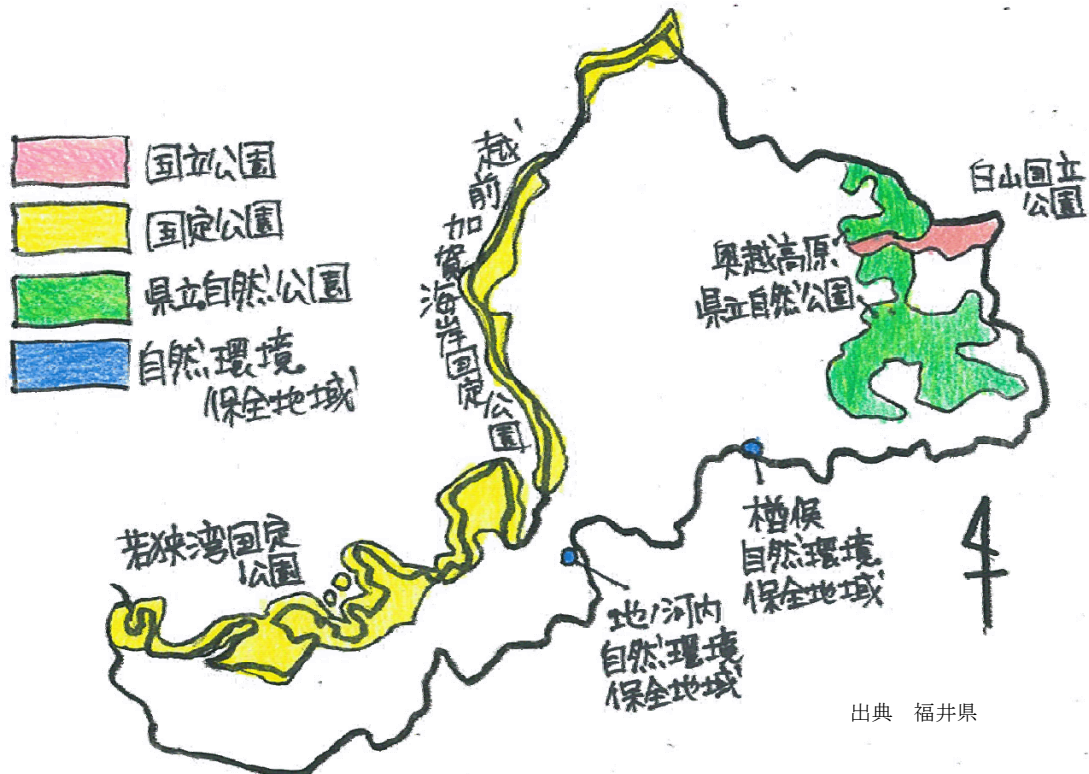 国立公園
国定公園
県立自然公園
自然環境
保全地域
越前加賀海岸国定公園
白山国立
公園
奥越高原
県立自然公園
若狭湾国定
公園
楢俣
自然環境
保全地域
池ノ河内
自然環境
保全地域
出典 福井県